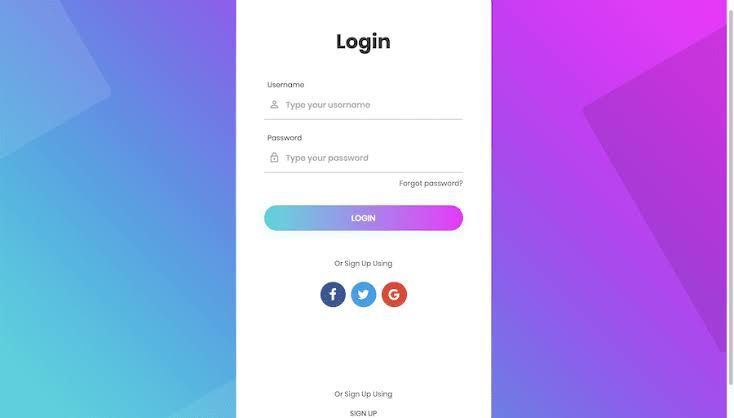 Login
Username
Type your username
Password
Type your password
Forgot password?
LOGIN
Or Sign Up Using
f G
Or Sign Up Using
SIGN UP